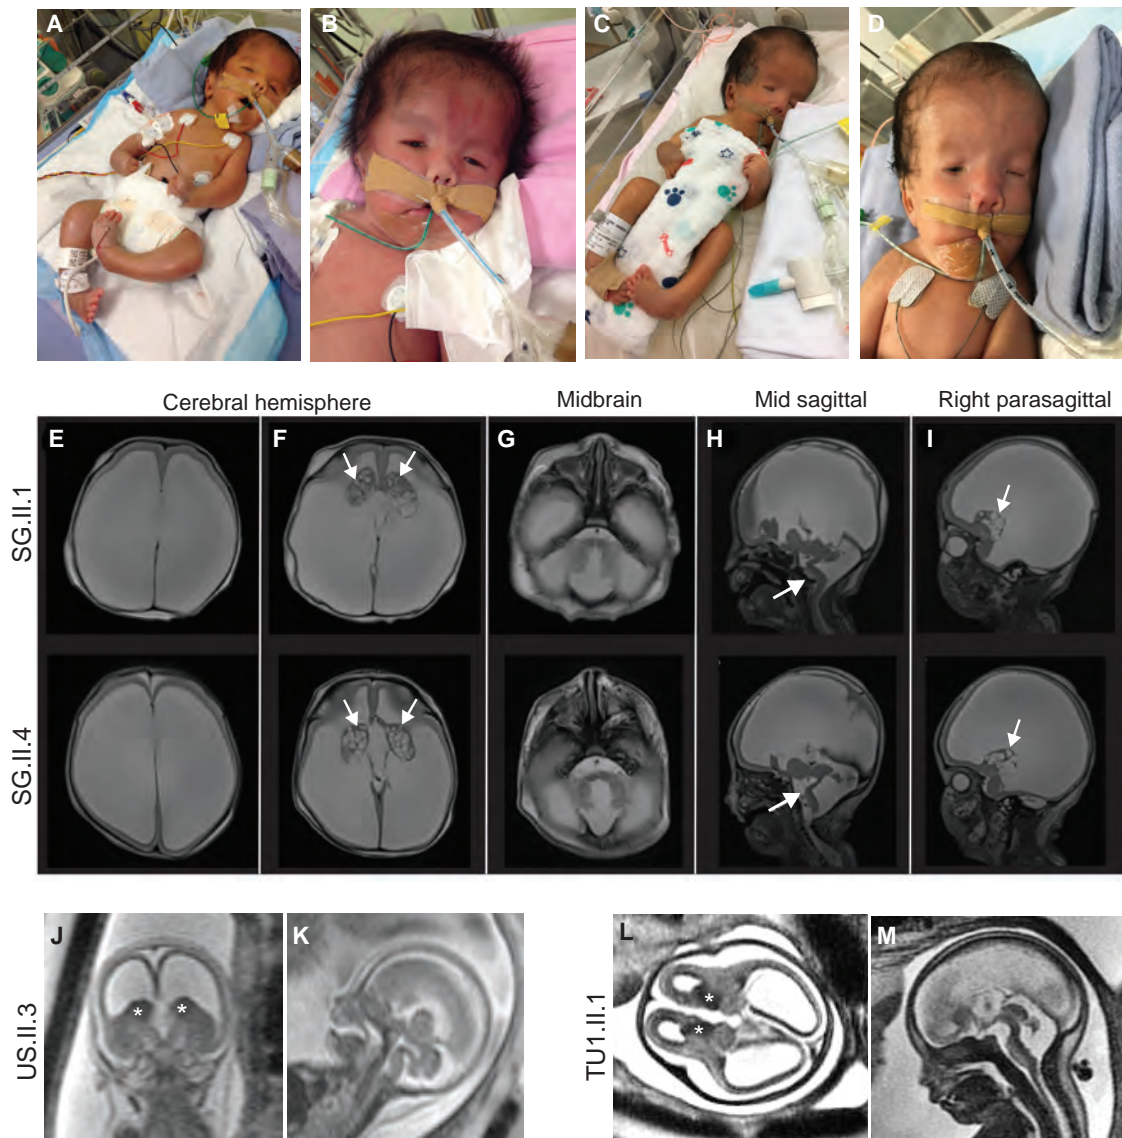 A
B
C
D
Cerebral hemisphere
Midbrain
Mid sagittal
Right parasagittal
E
F
G
H
I
SG.II.1
SG.II.4
J
K
L
*
*
*
*
M
US.II.3
TU1.II.1